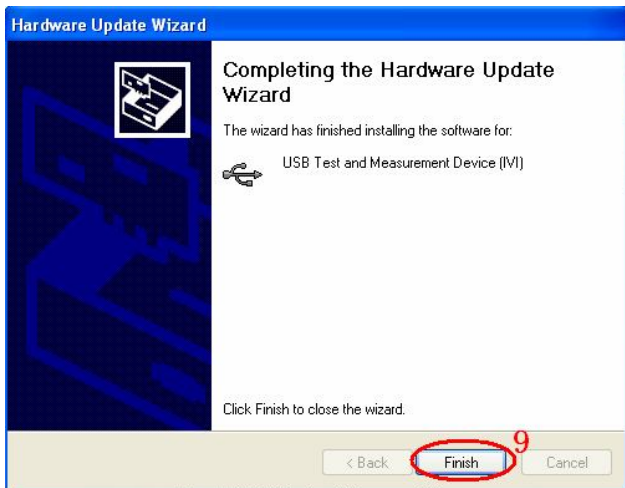 Hardware Update Wizard
Completing the Hardware Update
Wizard
The wizard has finished installing the software for:
USB Test and Measurement Device (IVI)
Click Finish to close the wizard.
9
< Back Finish Cancel